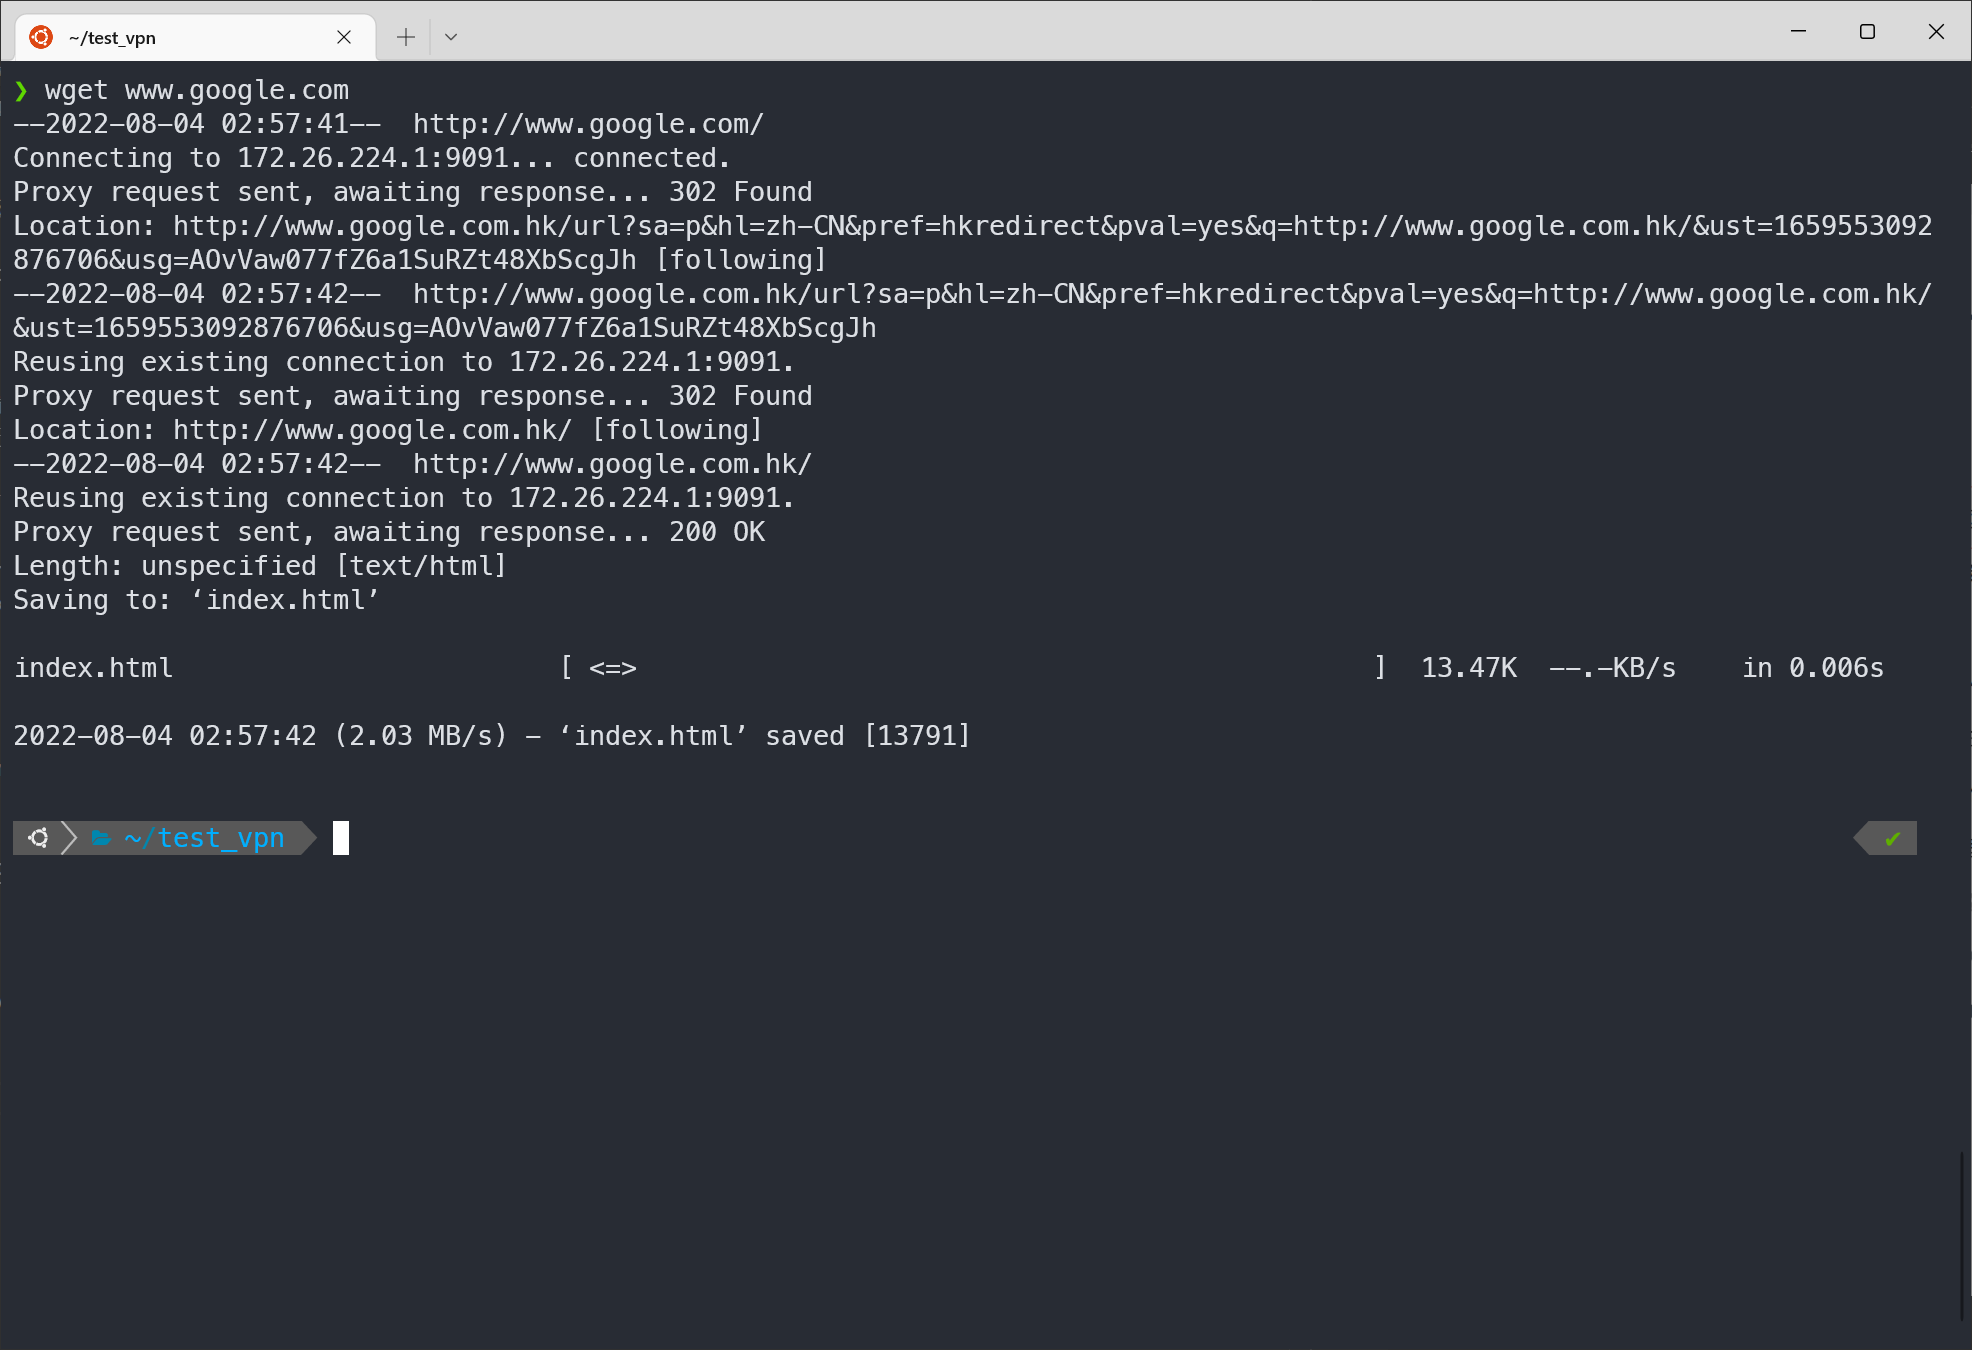 ~/test_vpn
❯ wget www.google.com
--2022-08-04 02:57:41--  http://www.google.com/
Connecting to 172.26.224.1:9091... connected.
Proxy request sent, awaiting response... 302 Found
Location: http://www.google.com.hk/url?sa=p&hl=zh-CN&pref=hkredirect&pval=yes&q=http://www.google.com.hk/&ust=1659553092
876706&usg=AOvVaw077fZ6a1SuRZt48XbScgJh [following]
--2022-08-04 02:57:42--  http://www.google.com.hk/url?sa=p&hl=zh-CN&pref=hkredirect&pval=yes&q=http://www.google.com.hk/
&ust=1659553092876706&usg=AOvVaw077fZ6a1SuRZt48XbScgJh
Reusing existing connection to 172.26.224.1:9091.
Proxy request sent, awaiting response... 302 Found
Location: http://www.google.com.hk/ [following]
--2022-08-04 02:57:42--  http://www.google.com.hk/
Reusing existing connection to 172.26.224.1:9091.
Proxy request sent, awaiting response... 200 OK
Length: unspecified [text/html]
Saving to: ‘index.html’
index.html [ <=> ] 13.47K --.-KB/s in 0.006s
2022-08-04 02:57:42 (2.03 MB/s) - ‘index.html’ saved [13791]
~/test_vpn ✔